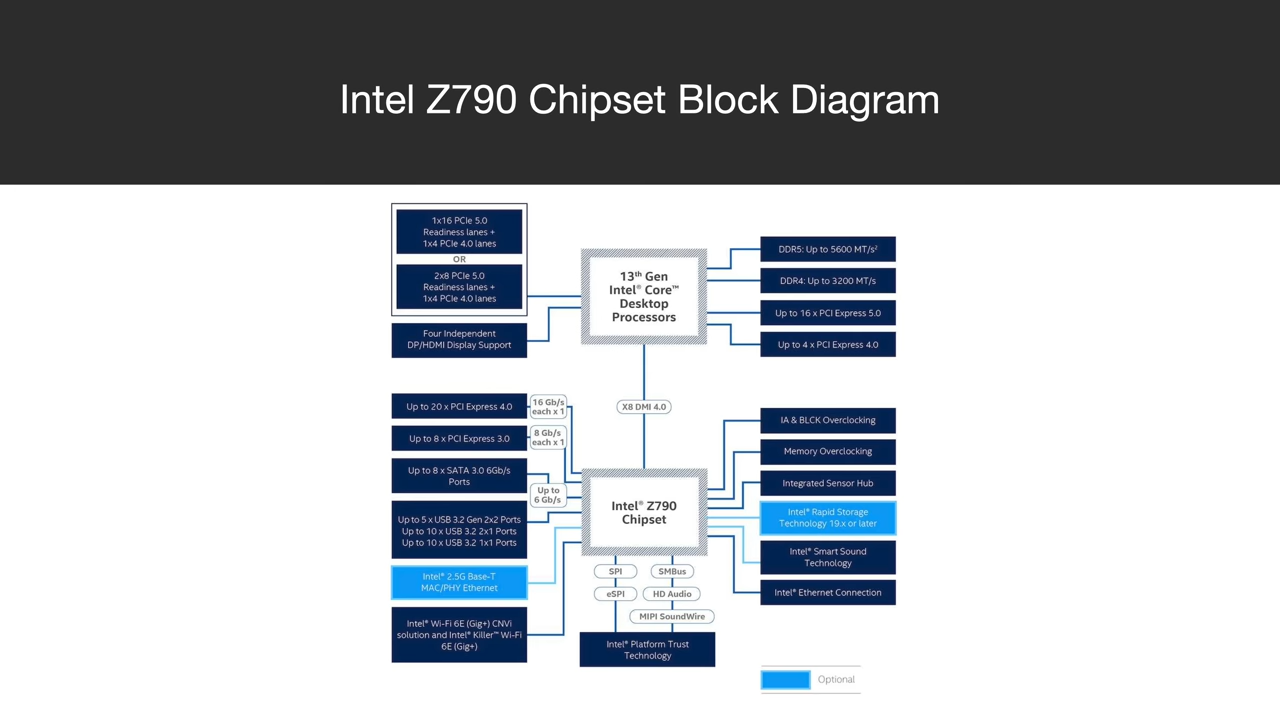 Intel Z790 Chipset Block Diagram
1x16 PCIe 5.0
Readiness lanes +
1x4 PCIe 4.0 lanes
OR
2x8 PCIe 5.0
Readiness lanes +
1x4 PCIe 4.0 lanes
Four Independent
DP/HDMI Display Support
13th Gen
Intel® Core™
Desktop
Processors
DDR5: Up to 5600 MT/s²
DDR4: Up to 3200 MT/s
Up to 16 x PCI Express 5.0
Up to 4 x PCI Express 4.0
X8 DMI 4.0
Up to 20 x PCI Express 4.0
16 Gb/s
each x 1
Up to 8 x PCI Express 3.0
8 Gb/s
each x 1
Up to 8 x SATA 3.0 6Gb/s
Ports
Up to
6 Gb/s
Up to 5 x USB 3.2 Gen 2x2 Ports
Up to 10 x USB 3.2 2x1 Ports
Up to 10 x USB 3.2 1x1 Ports
Intel® 2.5G Base-T
MAC/PHY Ethernet
Intel® Wi-Fi 6E (Gig+) CNVi
solution and Intel® Killer™ Wi-Fi
6E (Gig+)
Intel® Z790
Chipset
IA & BLCK Overclocking
Memory Overclocking
Integrated Sensor Hub
Intel® Rapid Storage
Technology 19.x or later
Intel® Smart Sound
Technology
Intel® Ethernet Connection
SPI
SMBus
eSPI
HD Audio
MIPI SoundWire
Intel® Platform Trust
Technology
Optional